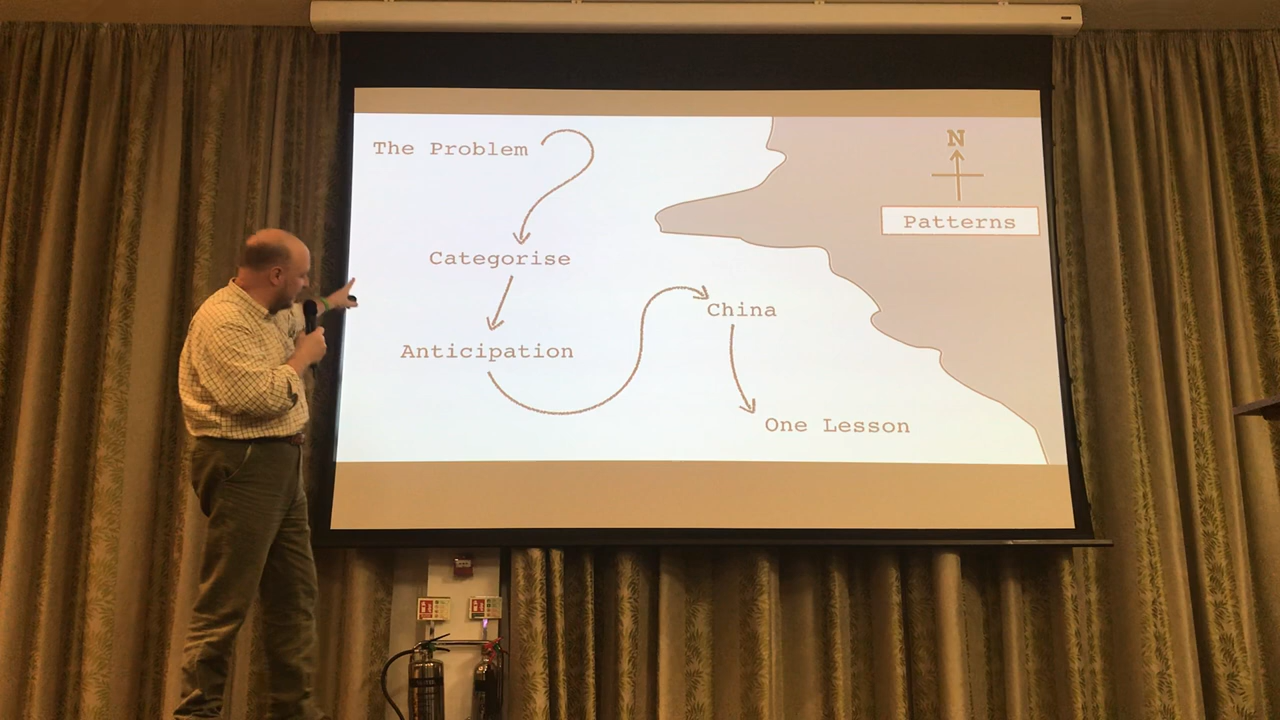 The Problem
N
Patterns
Categorise
China
Anticipation
One Lesson